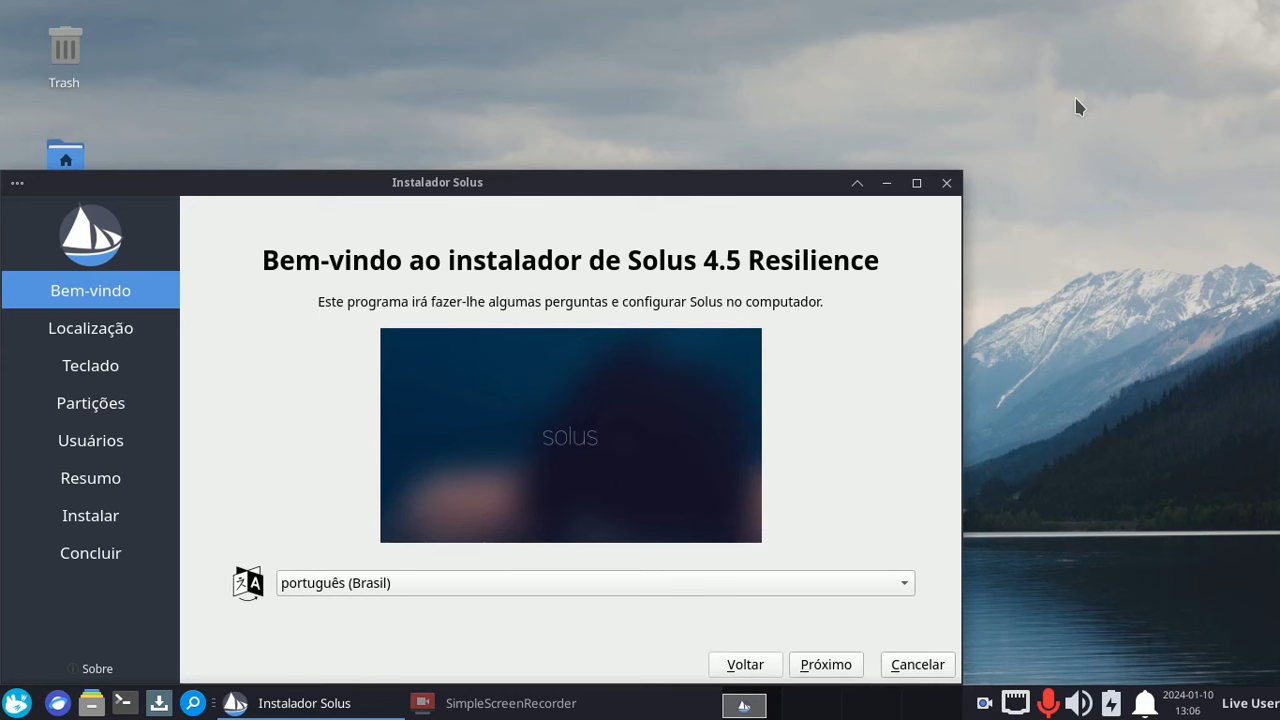 Trash
Instalador Solus
Bem-vindo
Localização
Teclado
Partições
Usuários
Resumo
Instalar
Concluir
Sobre
Bem-vindo ao instalador de Solus 4.5 Resilience
Este programa irá fazer-lhe algumas perguntas e configurar Solus no computador.
solus
português (Brasil)
Voltar
Próximo
Cancelar
Instalador Solus
SimpleScreenRecorder
2024-01-10
13:06
Live User